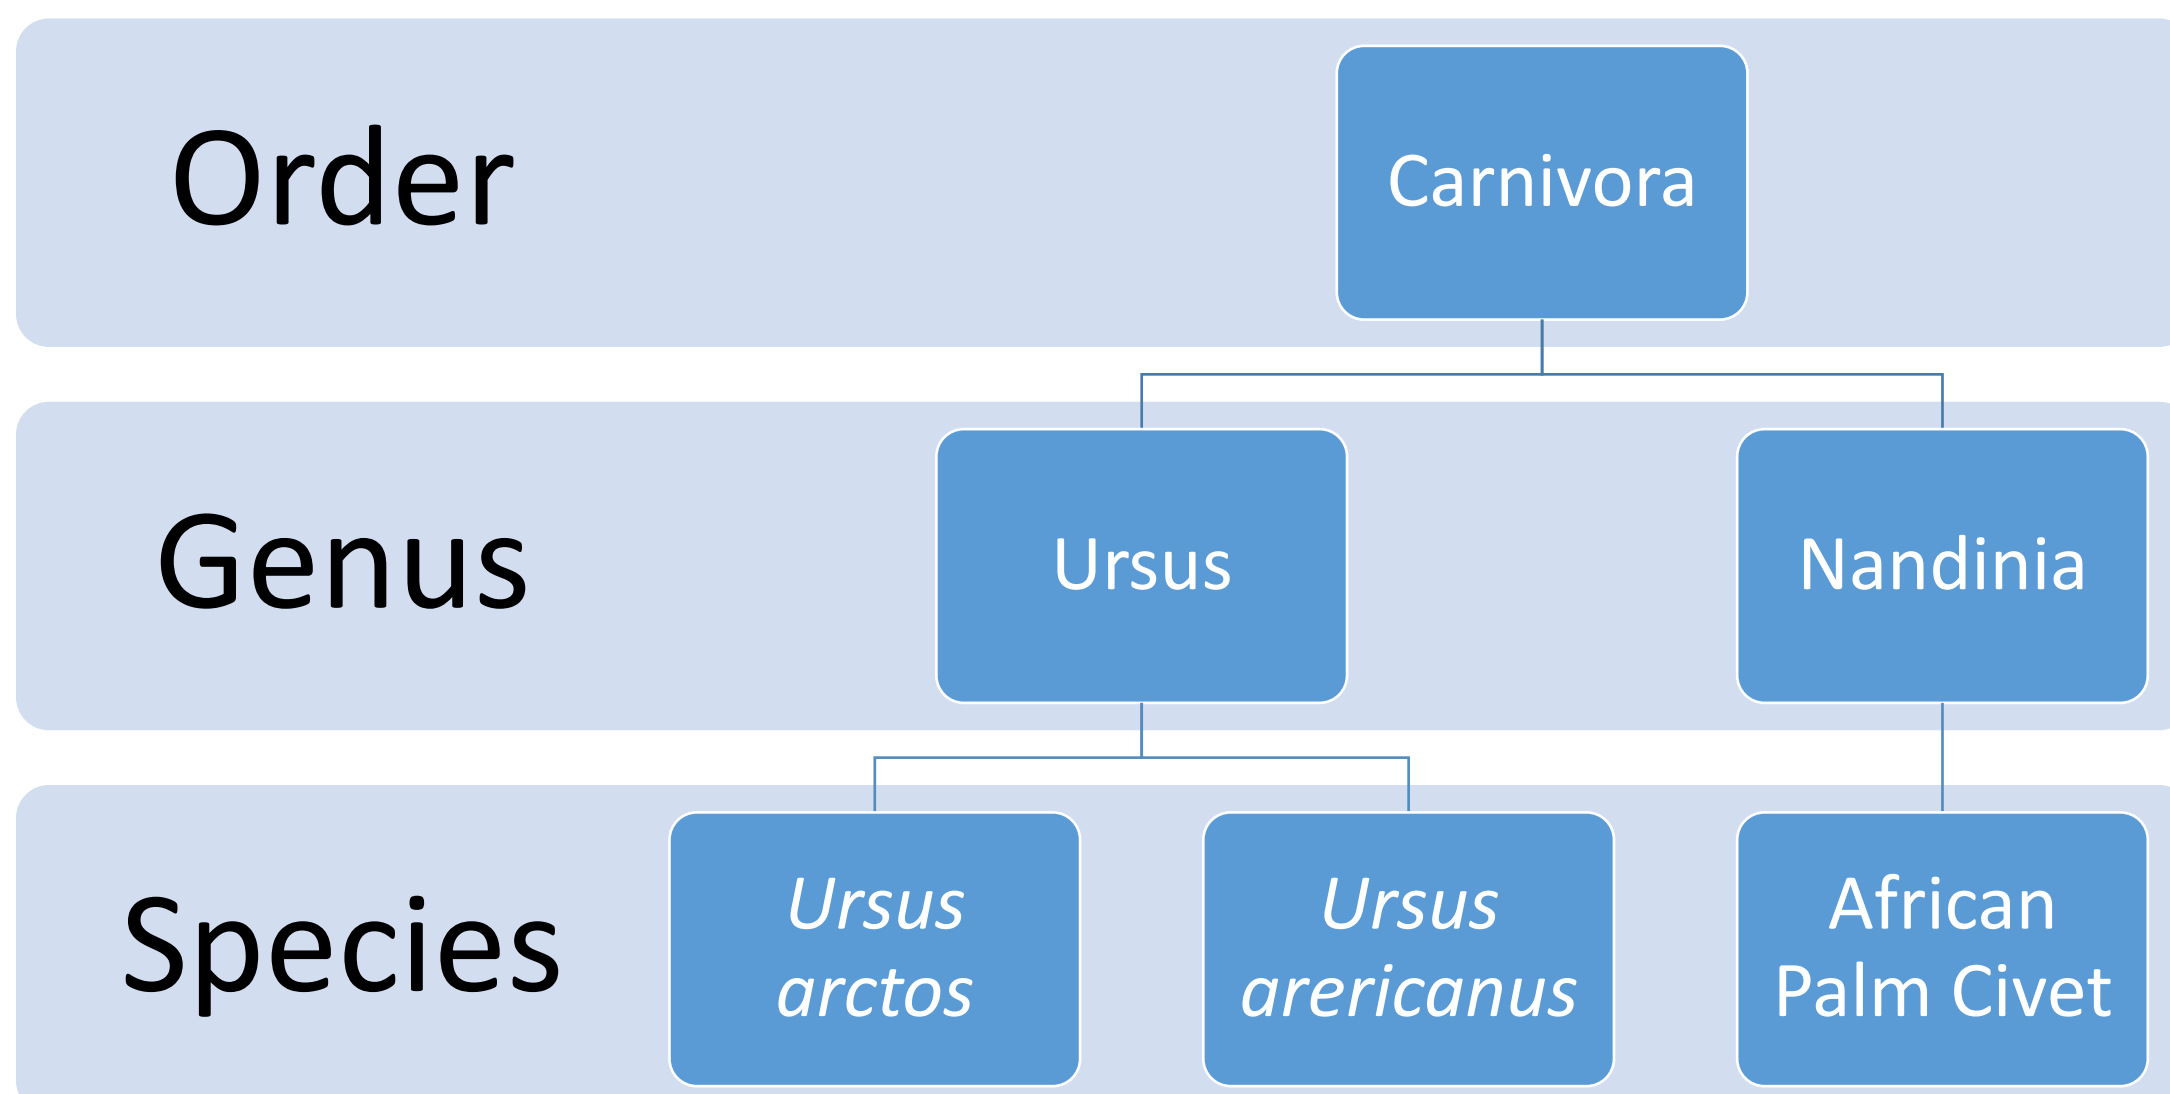 Order
Carnivora
Genus
Ursus
Nandinia
Species
Ursus
arctos
Ursus
arericanus
African
Palm Civet